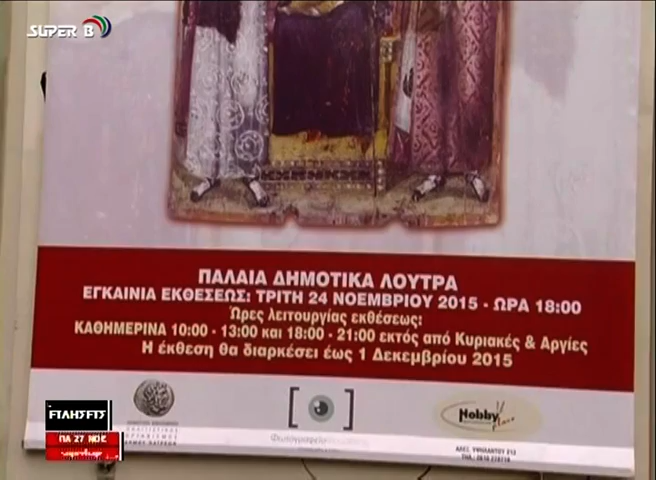 SUPER B
ΠΑΛΑΙΑ ΔΗΜΟΤΙΚΑ ΛΟΥΤΡΑ
ΕΓΚΑΙΝΙΑ ΕΚΘΕΣΕΩΣ: ΤΡΙΤΗ 24 ΝΟΕΜΒΡΙΟΥ 2015 - ΩΡΑ 18:00
Ώρες λειτουργίας εκθέσεως:
ΚΑΘΗΜΕΡΙΝΑ 10:00 - 13:00 και 18:00 - 21:00 εκτός από Κυριακές & Αργίες
Η έκθεση θα διαρκέσει έως 1 Δεκεμβρίου 2015
ΠΑ 27 ΝΟΕ
Hobby